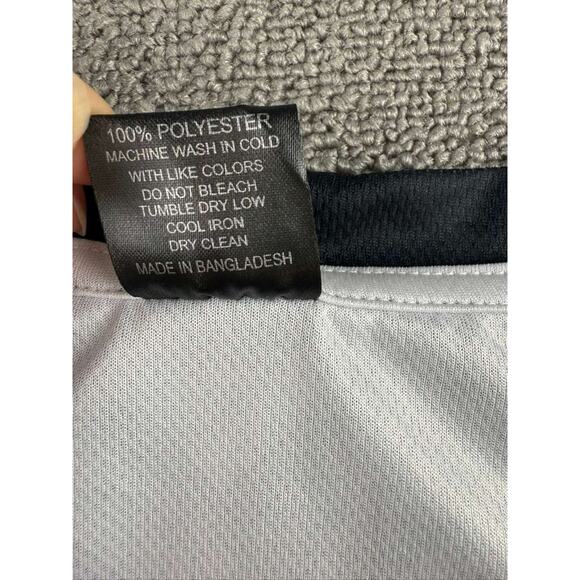 100% POLYESTER
MACHINE WASH IN COLD
WITH LIKE COLORS
DO NOT BLEACH
TUMBLE DRY LOW
COOL IRON
DRY CLEAN
MADE IN BANGLADESH